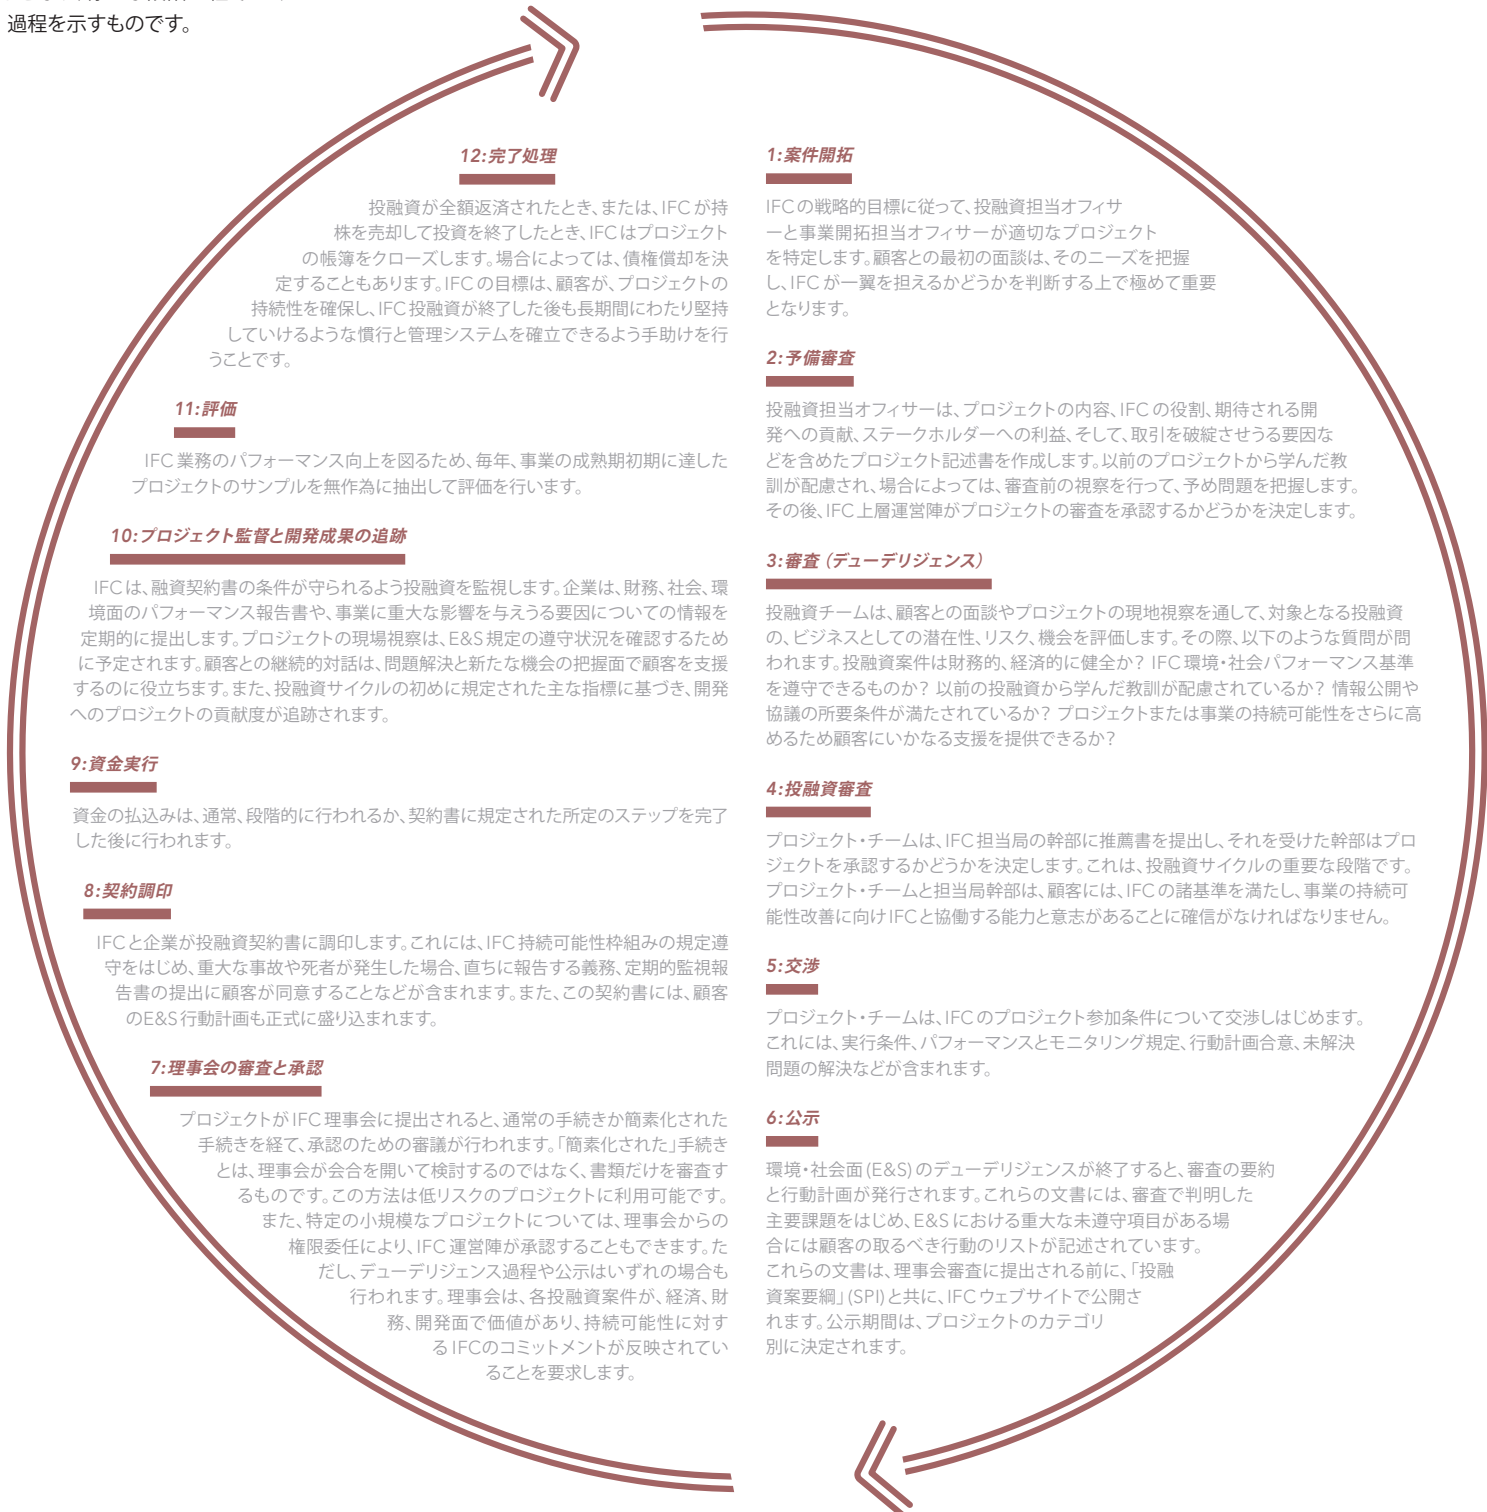 過程を示すものです。
1:案件開拓
IFCの戦略的目標に従って、投融資担当オフィサ
ーと事業開拓担当オフィサーが適切なプロジェクト
を特定します。顧客との最初の面談は、そのニーズを把握
し、IFCが一翼を担えるかどうかを判断する上で極めて重要
となります。
2:予備審査
投融資担当オフィサーは、プロジェクトの内容、IFCの役割、期待される開
発への貢献、ステークホルダーへの利益、そして、取引を破綻させうる要因な
どを含めたプロジェクト記述書を作成します。以前のプロジェクトから学んだ教
訓が配慮され、場合によっては、審査前の視察を行って、予め問題を把握します。
その後、IFC上層運営陣がプロジェクトの審査を承認するかどうかを決定します。
3:審査（デューデリジェンス）
投融資チームは、顧客との面談やプロジェクトの現地視察を通して、対象となる投融資
の、ビジネスとしての潜在性、リスク、機会を評価します。その際、以下のような質問が問
われます。投融資案件は財務的、経済的に健全か？ IFC環境・社会パフォーマンス基準
を遵守できるものか？ 以前の投融資から学んだ教訓が配慮されているか？ 情報公開や
協議の所要条件が満たされているか？ プロジェクトまたは事業の持続可能性をさらに高
めるため顧客にいかなる支援を提供できるか？
4:投融資審査
プロジェクト・チームは、IFC担当局の幹部に推薦書を提出し、それを受けた幹部はプロ
ジェクトを承認するかどうかを決定します。これは、投融資サイクルの重要な段階です。
プロジェクト・チームと担当局幹部は、顧客には、IFCの諸基準を満たし、事業の持続可
能性改善に向けIFCと協働する能力と意志があることに確信がなければなりません。
5:交渉
プロジェクト・チームは、IFCのプロジェクト参加条件について交渉しはじめます。
これには、実行条件、パフォーマンスとモニタリング規定、行動計画合意、未解決
問題の解決などが含まれます。
6:公示
環境・社会面(E&S)のデューデリジェンスが終了すると、審査の要約
と行動計画が発行されます。これらの文書には、審査で判明した
主要課題をはじめ、E&Sにおける重大な未遵守項目がある場
合には顧客の取るべき行動のリストが記述されています。
これらの文書は、理事会審査に提出される前に、「投融
資案要綱」(SPI)と共に、IFCウェブサイトで公開さ
れます。公示期間は、プロジェクトのカテゴリ
別に決定されます。
12:完了処理
投融資が全額返済されたとき、または、IFCが持
株を売却して投資を終了したとき、IFCはプロジェクト
の帳簿をクローズします。場合によっては、債権償却を決
定することもあります。IFCの目標は、顧客が、プロジェクトの
持続性を確保し、IFC投融資が終了した後も長期間にわたり堅持
していけるような慣行と管理システムを確立できるよう手助けを行
うことです。
11:評価
IFC業務のパフォーマンス向上を図るため、毎年、事業の成熟期初期に達した
プロジェクトのサンプルを無作為に抽出して評価を行います。
10:プロジェクト監督と開発成果の追跡
IFCは、融資契約書の条件が守られるよう投融資を監視します。企業は、財務、社会、環
境面のパフォーマンス報告書や、事業に重大な影響を与えうる要因についての情報を
定期的に提出します。プロジェクトの現場視察は、E&S規定の遵守状況を確認するため
に予定されます。顧客との継続的対話は、問題解決と新たな機会の把握面で顧客を支援
するのに役立ちます。また、投融資サイクルの初めに規定された主な指標に基づき、開発
へのプロジェクトの貢献度が追跡されます。
9:資金実行
資金の払込みは、通常、段階的に行われるか、契約書に規定された所定のステップを完了
した後に行われます。
8:契約調印
IFCと企業が投融資契約書に調印します。これには、IFC持続可能性枠組みの規定遵
守をはじめ、重大な事故や死者が発生した場合、直ちに報告する義務、定期的監視報
告書の提出に顧客が同意することなどが含まれます。また、この契約書には、顧客
のE&S行動計画も正式に盛り込まれます。
7:理事会の審査と承認
プロジェクトがIFC理事会に提出されると、通常の手続きか簡素化された
手続きを経て、承認のための審議が行われます。「簡素化された」手続き
とは、理事会が会合を開いて検討するのではなく、書類だけを審査す
るものです。この方法は低リスクのプロジェクトに利用可能です。
また、特定の小規模なプロジェクトについては、理事会からの
権限委任により、IFC運営陣が承認することもできます。た
だし、デューデリジェンス過程や公示はいずれの場合も
行われます。理事会は、各投融資案件が、経済、財
務、開発面で価値があり、持続可能性に対す
るIFCのコミットメントが反映されてい
ることを要求します。